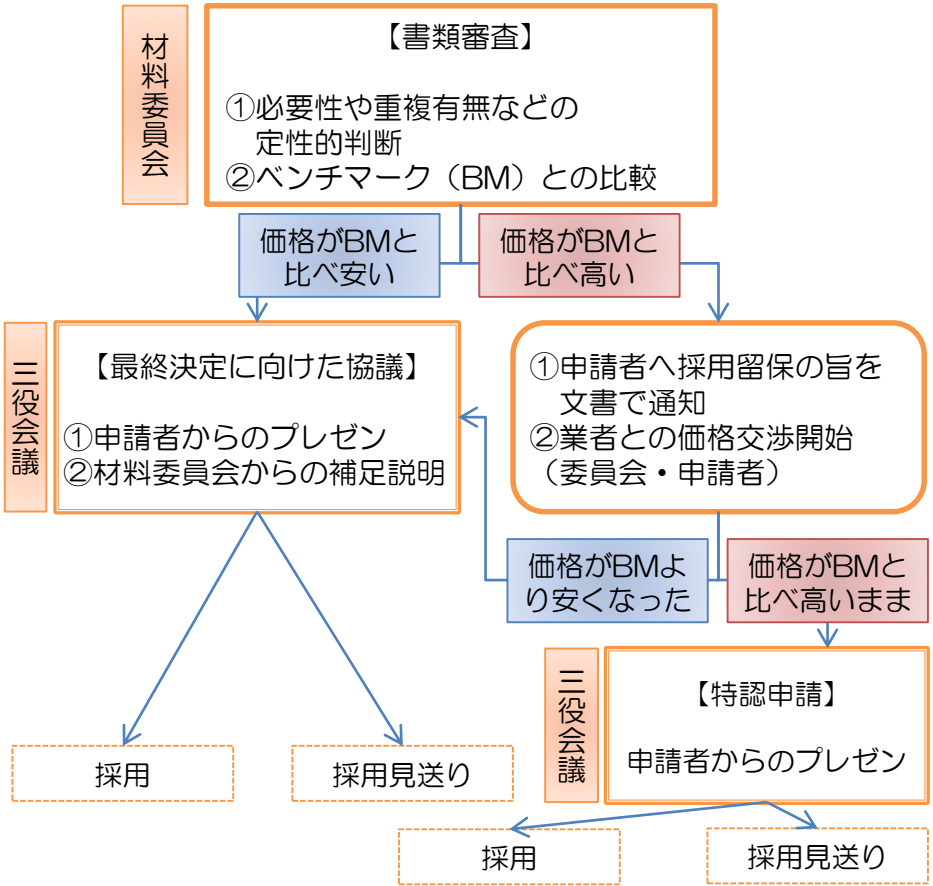 材料委員会
【書類審査】
①必要性や重複有無などの
定性的判断
②ベンチマーク（BM）との比較
価格がBMと
比べ安い
価格がBMと
比べ高い
三役会議
【最終決定に向けた協議】
①申請者からのプレゼン
②材料委員会からの補足説明
①申請者へ採用留保の旨を
文書で通知
②業者との価格交渉開始
（委員会・申請者）
価格がBMよ
り安くなった
価格がBMと
比べ高いまま
三役会議
【特認申請】
申請者からのプレゼン
採用
採用見送り
採用
採用見送り